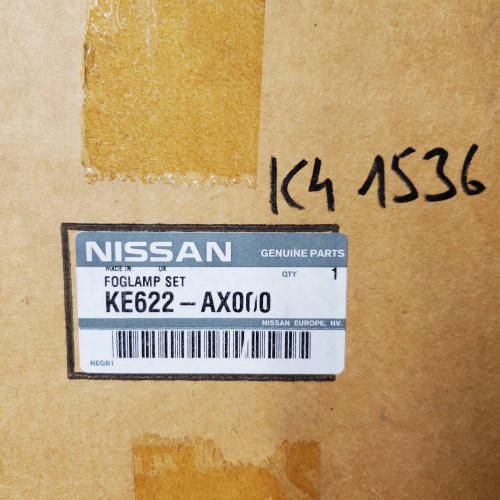 K4 1536
NISSAN GENUINE PARTS
MADE IN: UK
FOGLAMP SET QTY 1
KE622-AX000
NISSAN EUROPE, NV.
NEGB1